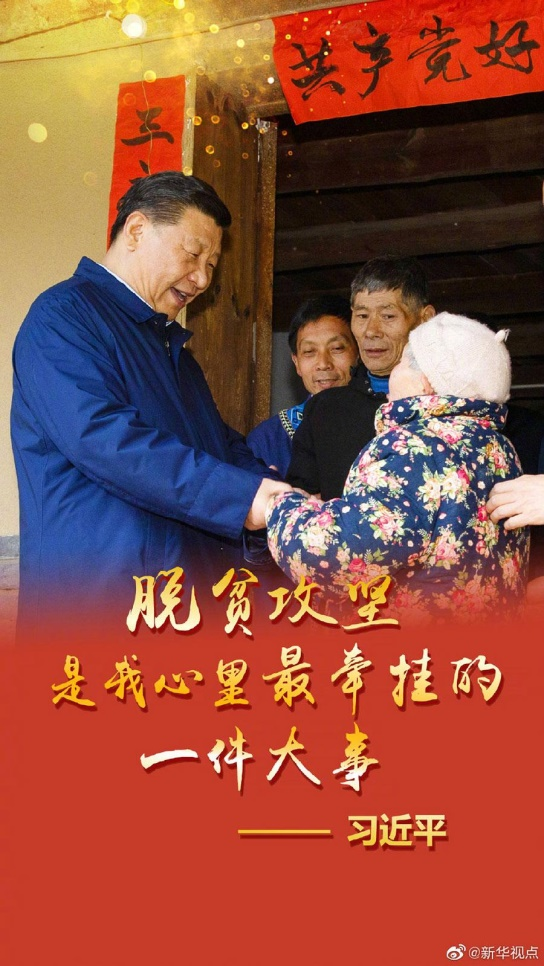 共产党好
脱贫攻坚
是我心里最牵挂的
一件大事
—— 习近平
@新华视点